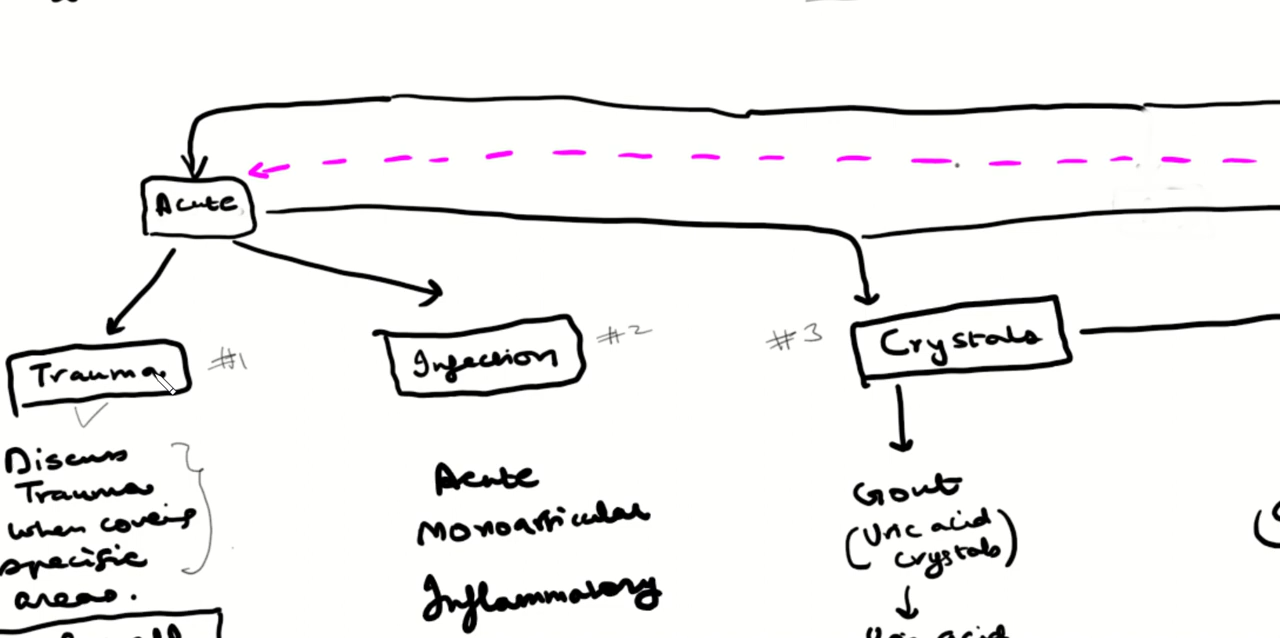 Acute
Trauma
#1
Infection
#2
#3
Crystals
Discuss
Trauma
when covering
specific
areas.
Acute
Monoarticular
Inflammatory
Gout
(Uric acid
crystals)